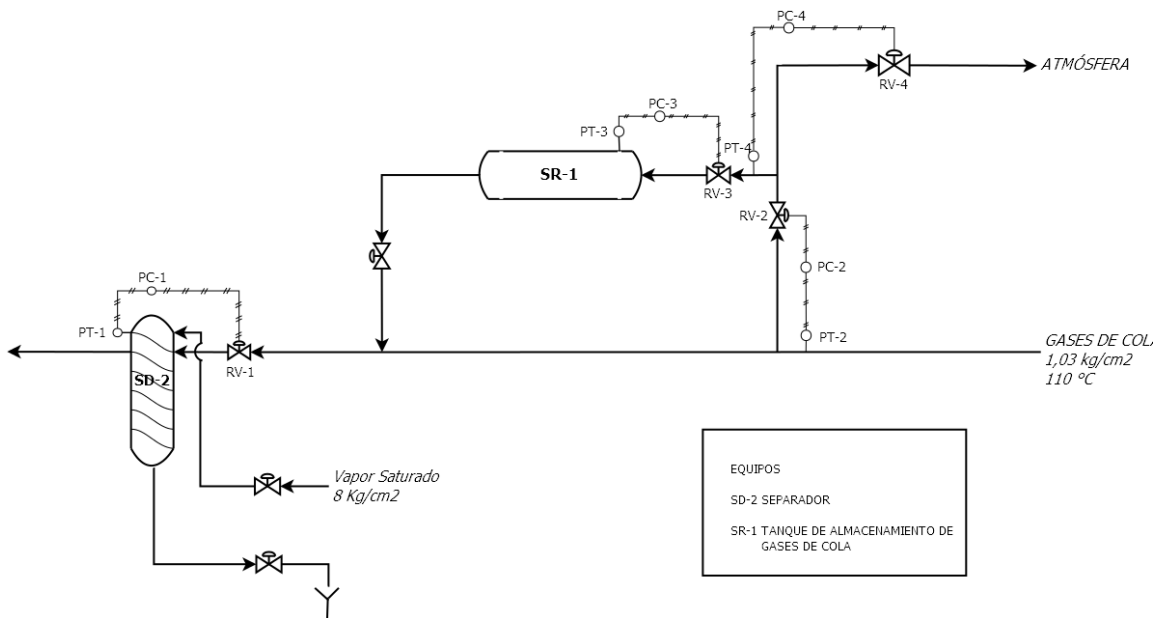 PC-4
ATMÓSFERA
RV-4
PC-3
PT-3
PT-4
SR-1
RV-3
RV-2
PC-1
PC-2
PT-1
PT-2
GASES DE COLA
1,03 kg/cm2
110 °C
RV-1
SD-2
Vapor Saturado
8 Kg/cm2
EQUIPOS
SD-2 SEPARADOR
SR-1 TANQUE DE ALMACENAMIENTO DE
GASES DE COLA